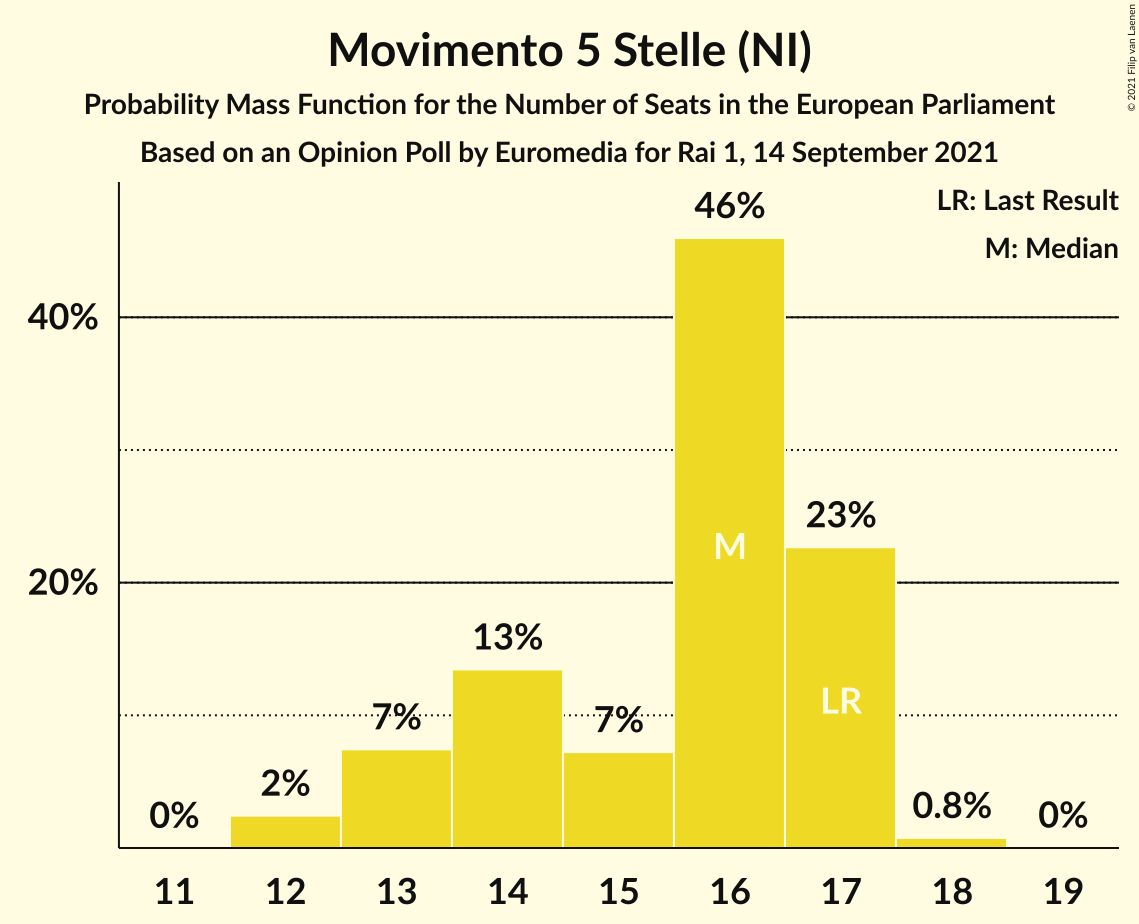 Movimento 5 Stelle (NI)
Probability Mass Function for the Number of Seats in the European Parliament
Based on an Opinion Poll by Euromedia for Rai 1, 14 September 2021
© 2021 Filip van Laenen
LR: Last Result
M: Median
46%
40%
23%
M
20%
13%
LR
7%
7%
2%
0%
0.8%
0%
11 12 13 14 15 16 17 18 19